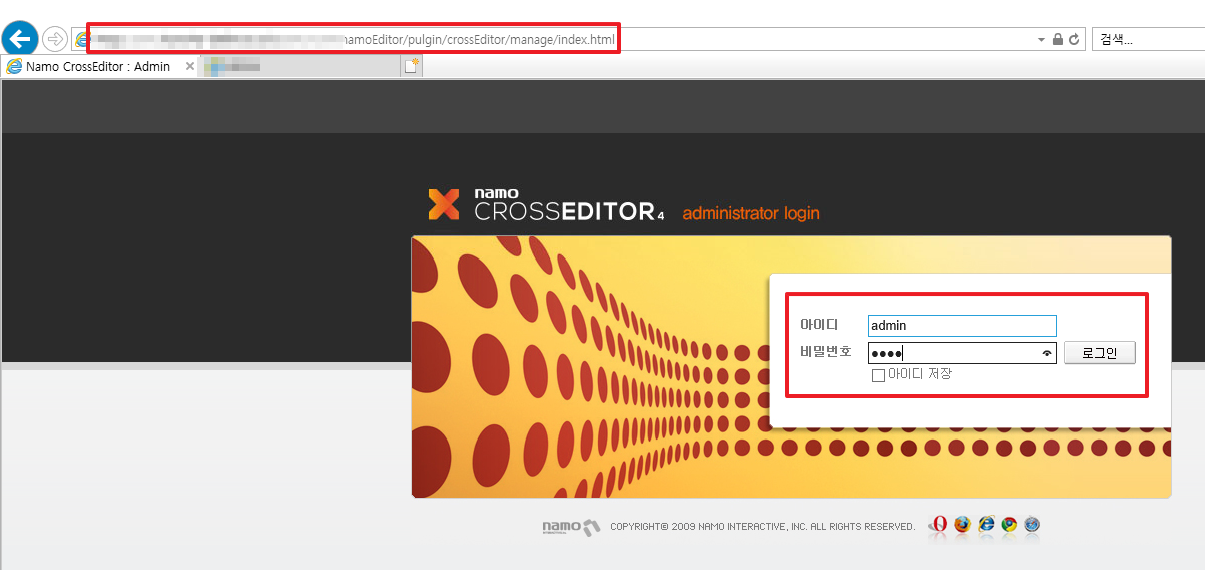 namoEditor/pulgin/crossEditor/manage/index.html
검색...
Namo CrossEditor : Admin
namo
CROSSEDITOR 4 administrator login
아이디 admin
비밀번호 ●●●● 로그인
아이디 저장
namo COPYRIGHT© 2009 NAMO INTERACTIVE, INC. ALL RIGHTS RESERVED.